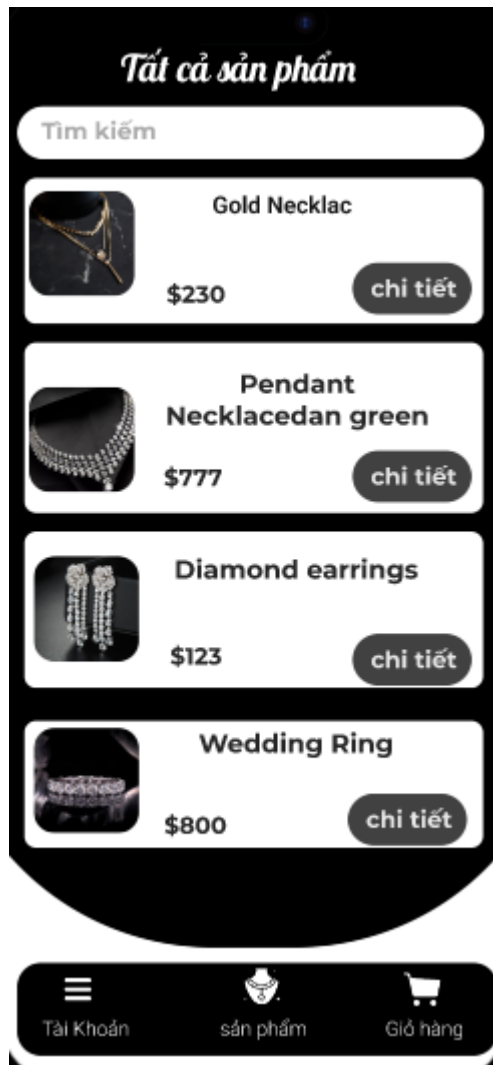 Tất cả sản phẩm
Tìm kiếm
Gold Necklac
$230
chi tiết
Pendant
Necklacedan green
$777
chi tiết
Diamond earrings
$123
chi tiết
Wedding Ring
$800
chi tiết
Tài Khoản
sản phẩm
Giỏ hàng